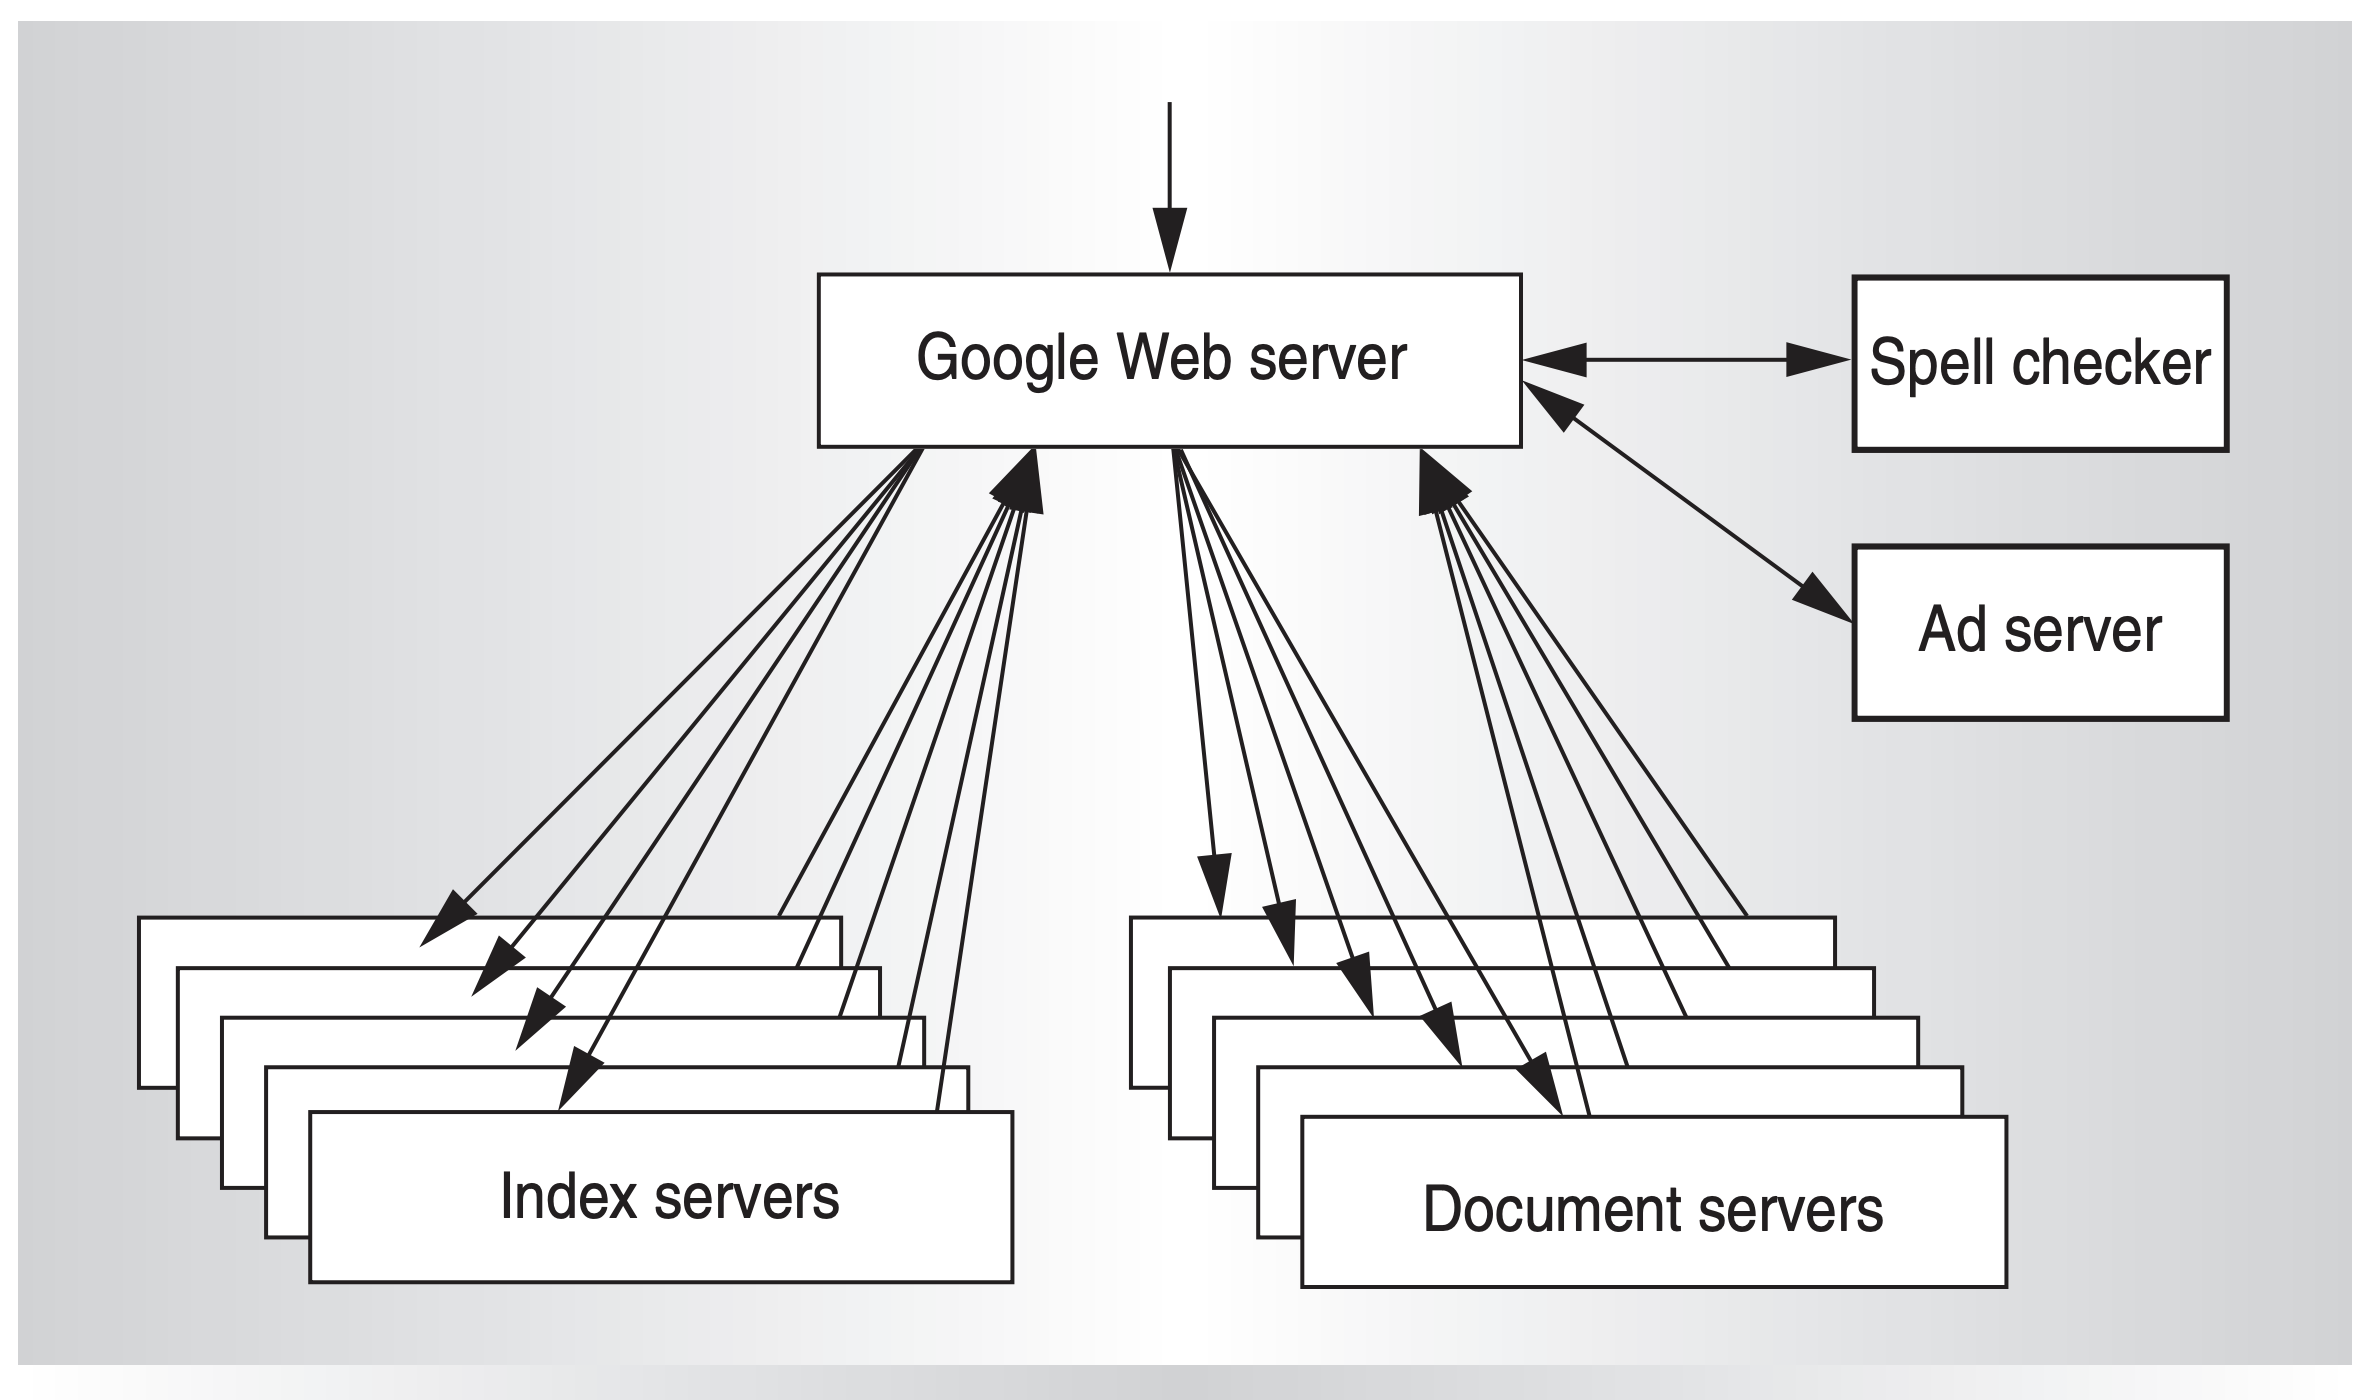 Google Web server
Spell checker
Ad server
Index servers
Document servers